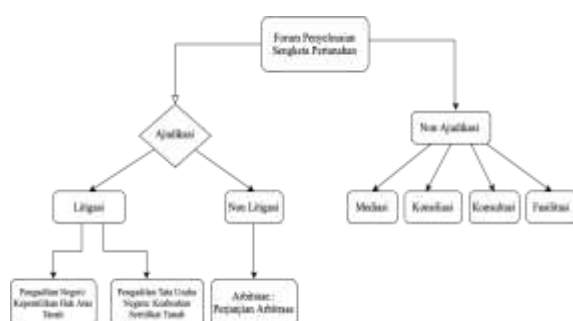 Forum Penyelesaian
Sengketa Pertanahan
Ajudikasi
Non Ajudikasi
Litigasi
Non Litigasi
Mediasi
Konsiliasi
Konsultasi
Fasilitasi
Pengadilan Negeri:
Kepemilikan Hak Atas
Tanah
Pengadilan Tata Usaha
Negara: Keabsahan
Sertifikat Tanah
Arbitrase :
Perjanjian Arbitrase